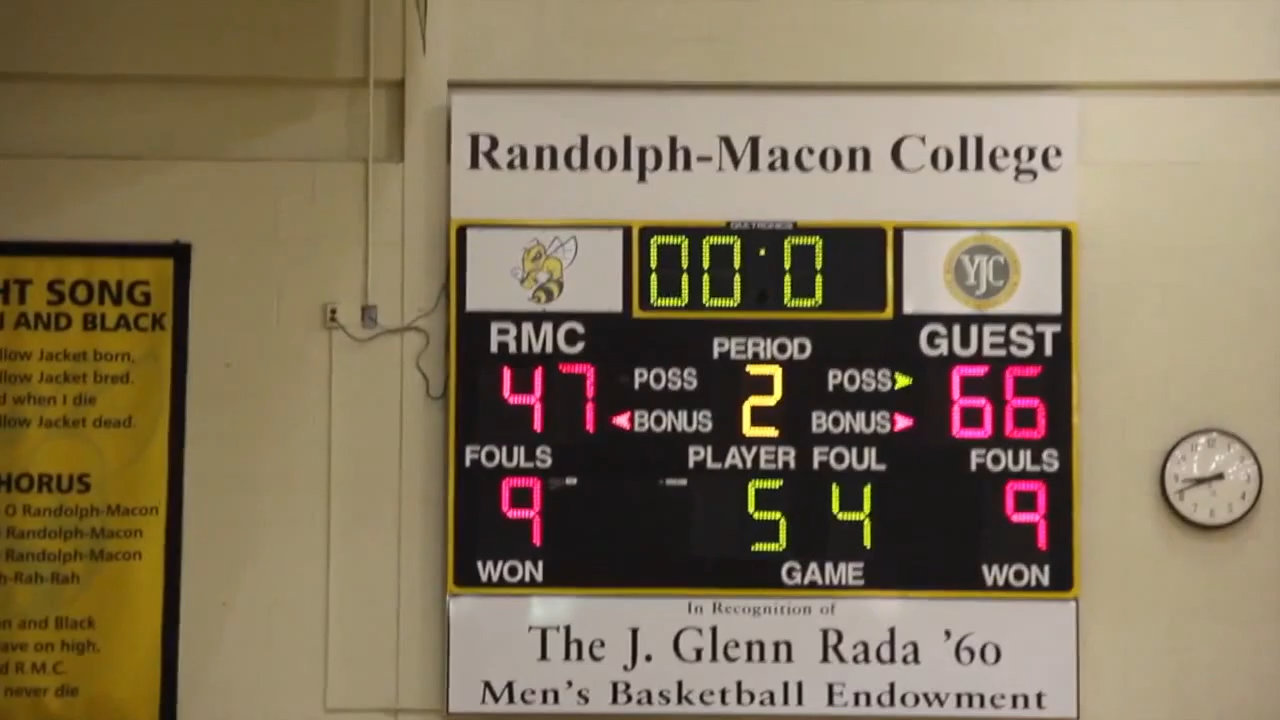 Randolph-Macon College
00:0
YJC
RMC
PERIOD
GUEST
47
POSS
2
POSS
66
BONUS
BONUS
FOULS
PLAYER FOUL
FOULS
9
5 4
9
WON
GAME
WON
In Recognition of
The J. Glenn Rada '60
Men's Basketball Endowment
HT SONG
AND BLACK
llow Jacket born,
llow Jacket bred.
d when I die
llow Jacket dead.
HORUS
O Randolph-Macon
Randolph-Macon
Randolph-Macon
h-Rah-Rah
n and Black
ave on high,
d R.M.C.
never die